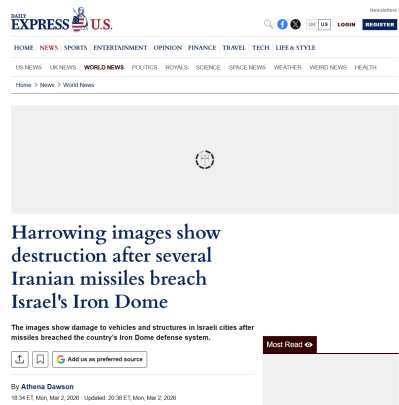 Newsletters
DAILY
EXPRESS U.S.
UK US LOGIN REGISTER
HOME NEWS SPORTS ENTERTAINMENT OPINION FINANCE TRAVEL TECH LIFE & STYLE
US NEWS UK NEWS WORLD NEWS POLITICS ROYALS SCIENCE SPACE NEWS WEATHER WEIRD NEWS HEALTH
Home > News > World News
Harrowing images show
destruction after several
Iranian missiles breach
Israel's Iron Dome
The images show damage to vehicles and structures in Israeli cities after
missiles breached the country's Iron Dome defense system.
Most Read
Add us as preferred source
By Athena Dawson
18:34 ET, Mon, Mar 2, 2026 | Updated: 20:38 ET, Mon, Mar 2, 2026